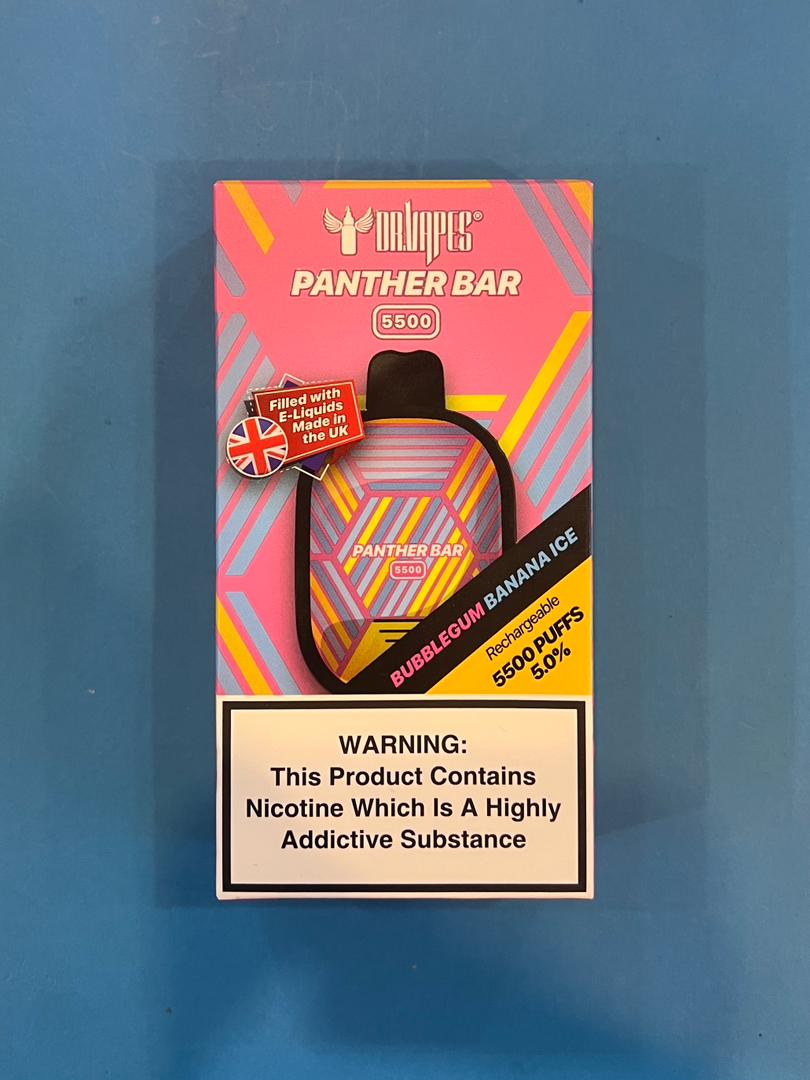 DR.VAPES®
PANTHER BAR
5500
Filled with
E-Liquids
Made in
the UK
PANTHER BAR
5500
BUBBLEGUM BANANA ICE
Rechargeable
5500 PUFFS
5.0%
WARNING:
This Product Contains
Nicotine Which Is A Highly
Addictive Substance